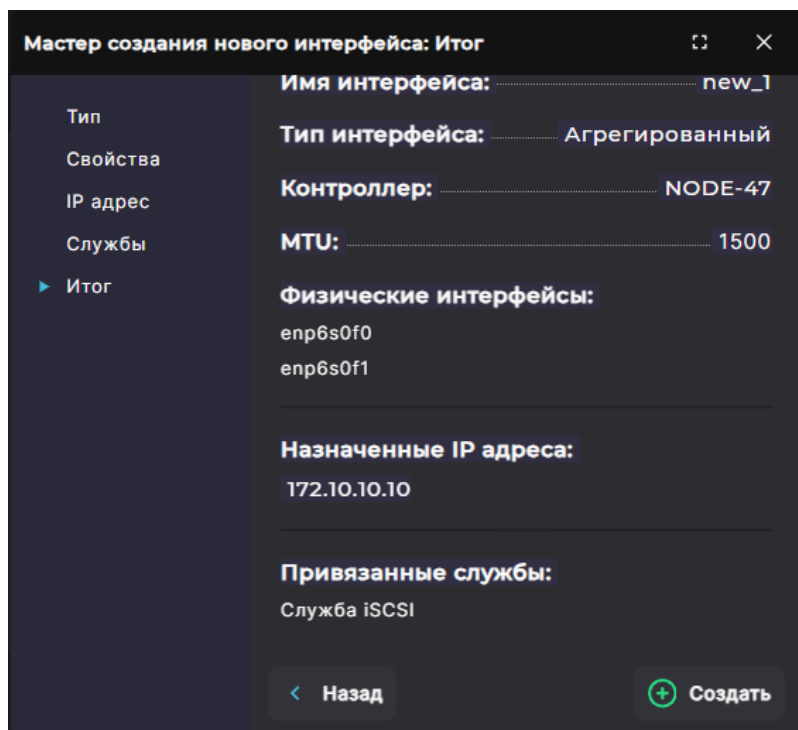 Мастер создания нового интерфейса: Итог
Тип
Свойства
IP адрес
Службы
Итог
Имя интерфейса: new_1
Тип интерфейса: Агрегированный
Контроллер: NODE-47
MTU: 1500
Физические интерфейсы:
enp6s0f0
enp6s0f1
Назначенные IP адреса:
172.10.10.10
Привязанные службы:
Служба iSCSI
Назад
Создать